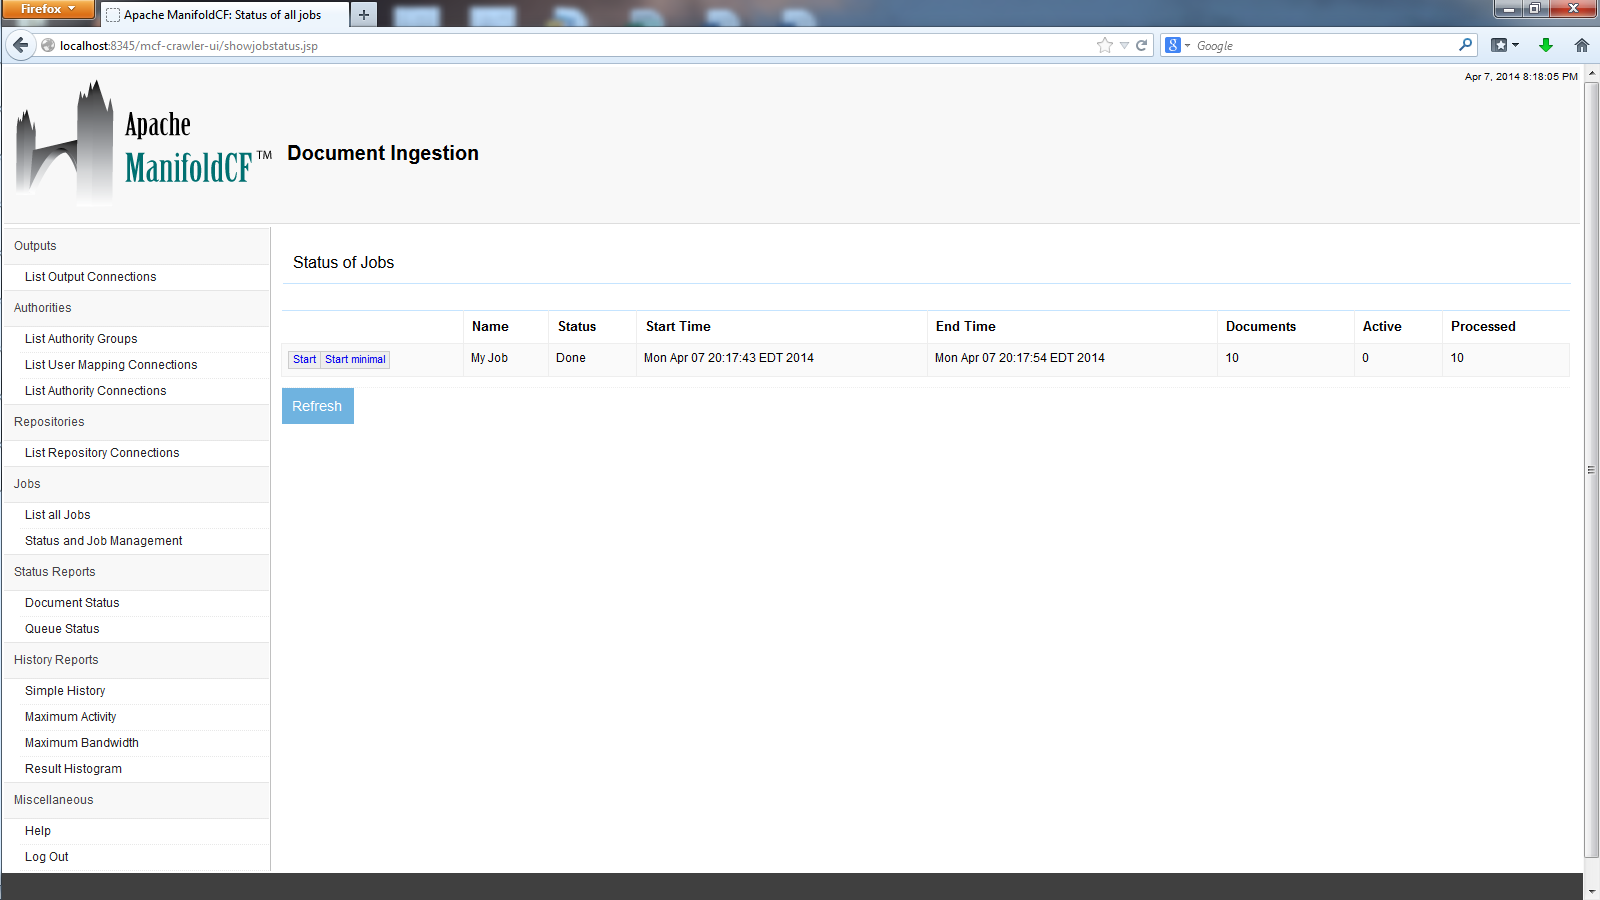 Firefox
Apache ManifoldCF: Status of all jobs
localhost:8345/mcf-crawler-ui/showjobstatus.jsp
Google
Apr 7, 2014 8:18:05 PM
Apache
ManifoldCF™
Document Ingestion
Outputs
List Output Connections
Authorities
List Authority Groups
List User Mapping Connections
List Authority Connections
Repositories
List Repository Connections
Jobs
List all Jobs
Status and Job Management
Status Reports
Document Status
Queue Status
History Reports
Simple History
Maximum Activity
Maximum Bandwidth
Result Histogram
Miscellaneous
Help
Log Out
Status of Jobs
Name Status Start Time End Time Documents Active Processed
Start Start minimal My Job Done Mon Apr 07 20:17:43 EDT 2014 Mon Apr 07 20:17:54 EDT 2014 10 0 10
Refresh